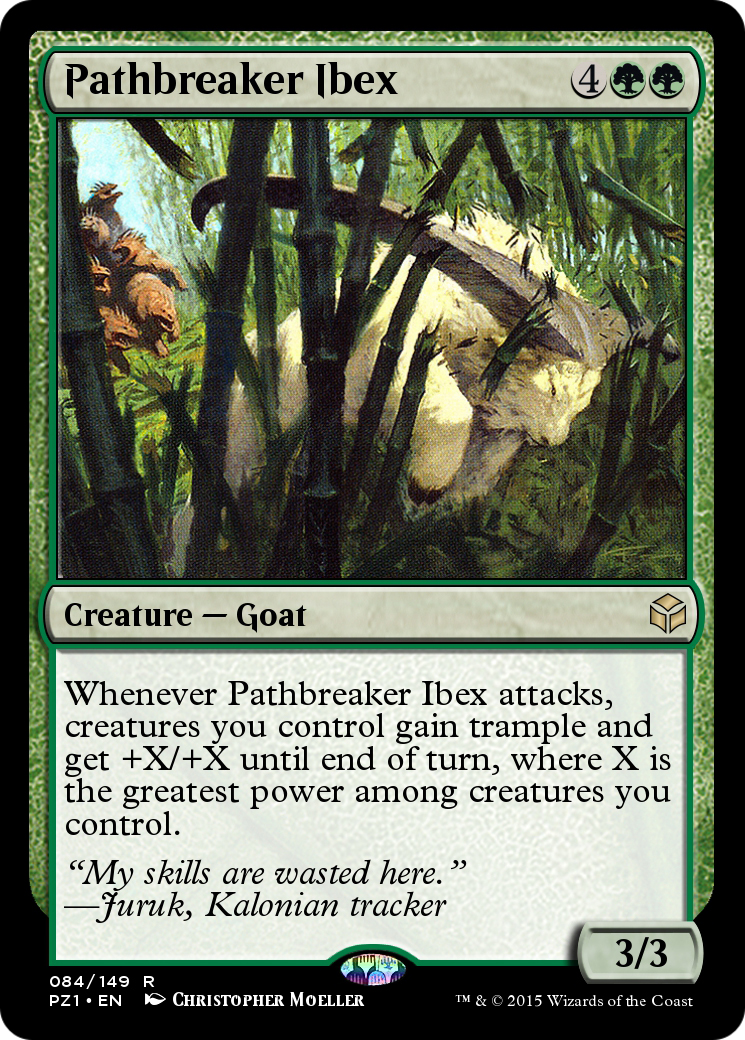 Pathbreaker Ibex 4
Creature — Goat
Whenever Pathbreaker Ibex attacks,
creatures you control gain trample and
get +X/+X until end of turn, where X is
the greatest power among creatures you
control.
“My skills are wasted here.”
—Juruk, Kalonian tracker
3/3
084/149 R
PZ1 • EN Christopher Moeller
™ & © 2015 Wizards of the Coast